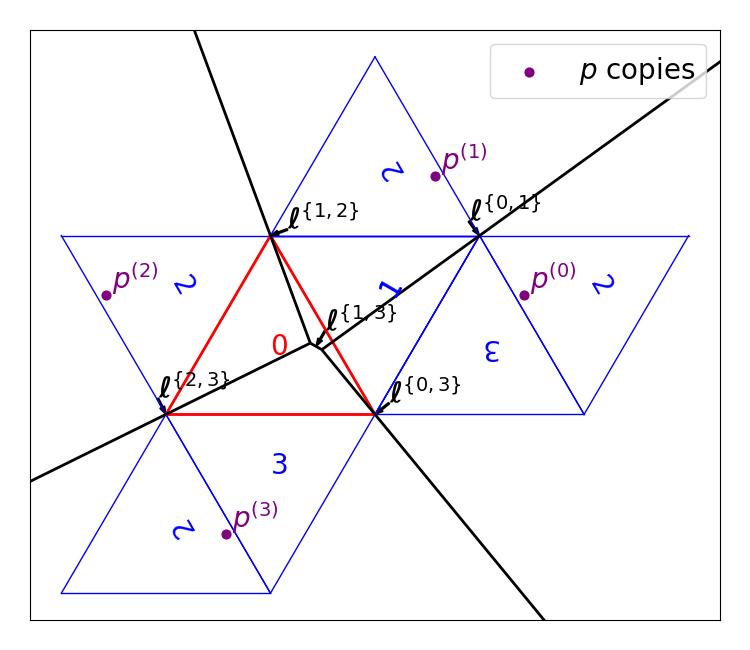 p copies
2
p^{(1)}
ℓ^{\{1,2\}}
ℓ^{\{0,1\}}
p^{(2)}
2
1
p^{(0)}
2
ℓ^{\{1,3\}}
0
3
ℓ^{\{2,3\}}
ℓ^{\{0,3\}}
3
p^{(3)}
2